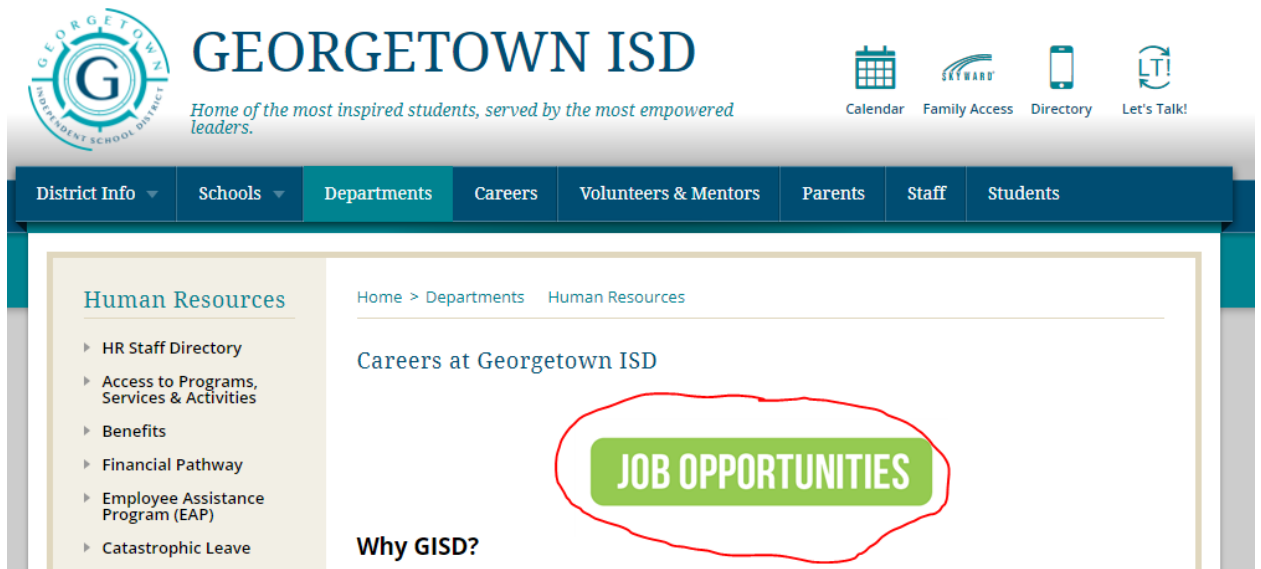 GEORGETOWN
INDEPENDENT SCHOOL DISTRICT
G
GEORGETOWN ISD
Home of the most inspired students, served by the most empowered
leaders.
SKYWARD
LT!
Calendar Family Access Directory Let's Talk!
District Info Schools Departments Careers Volunteers & Mentors Parents Staff Students
Human Resources
HR Staff Directory
Access to Programs,
Services & Activities
Benefits
Financial Pathway
Employee Assistance
Program (EAP)
Catastrophic Leave
Home > Departments Human Resources
Careers at Georgetown ISD
JOB OPPORTUNITIES
Why GISD?